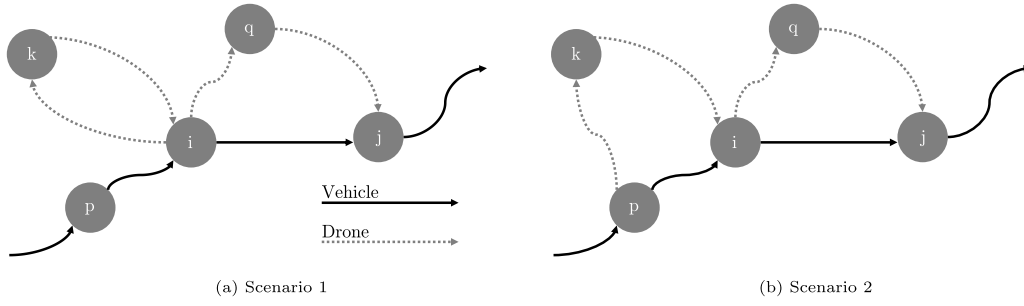 k
q
i
j
p
Vehicle
Drone
(a) Scenario 1
k
q
i
j
p
(b) Scenario 2